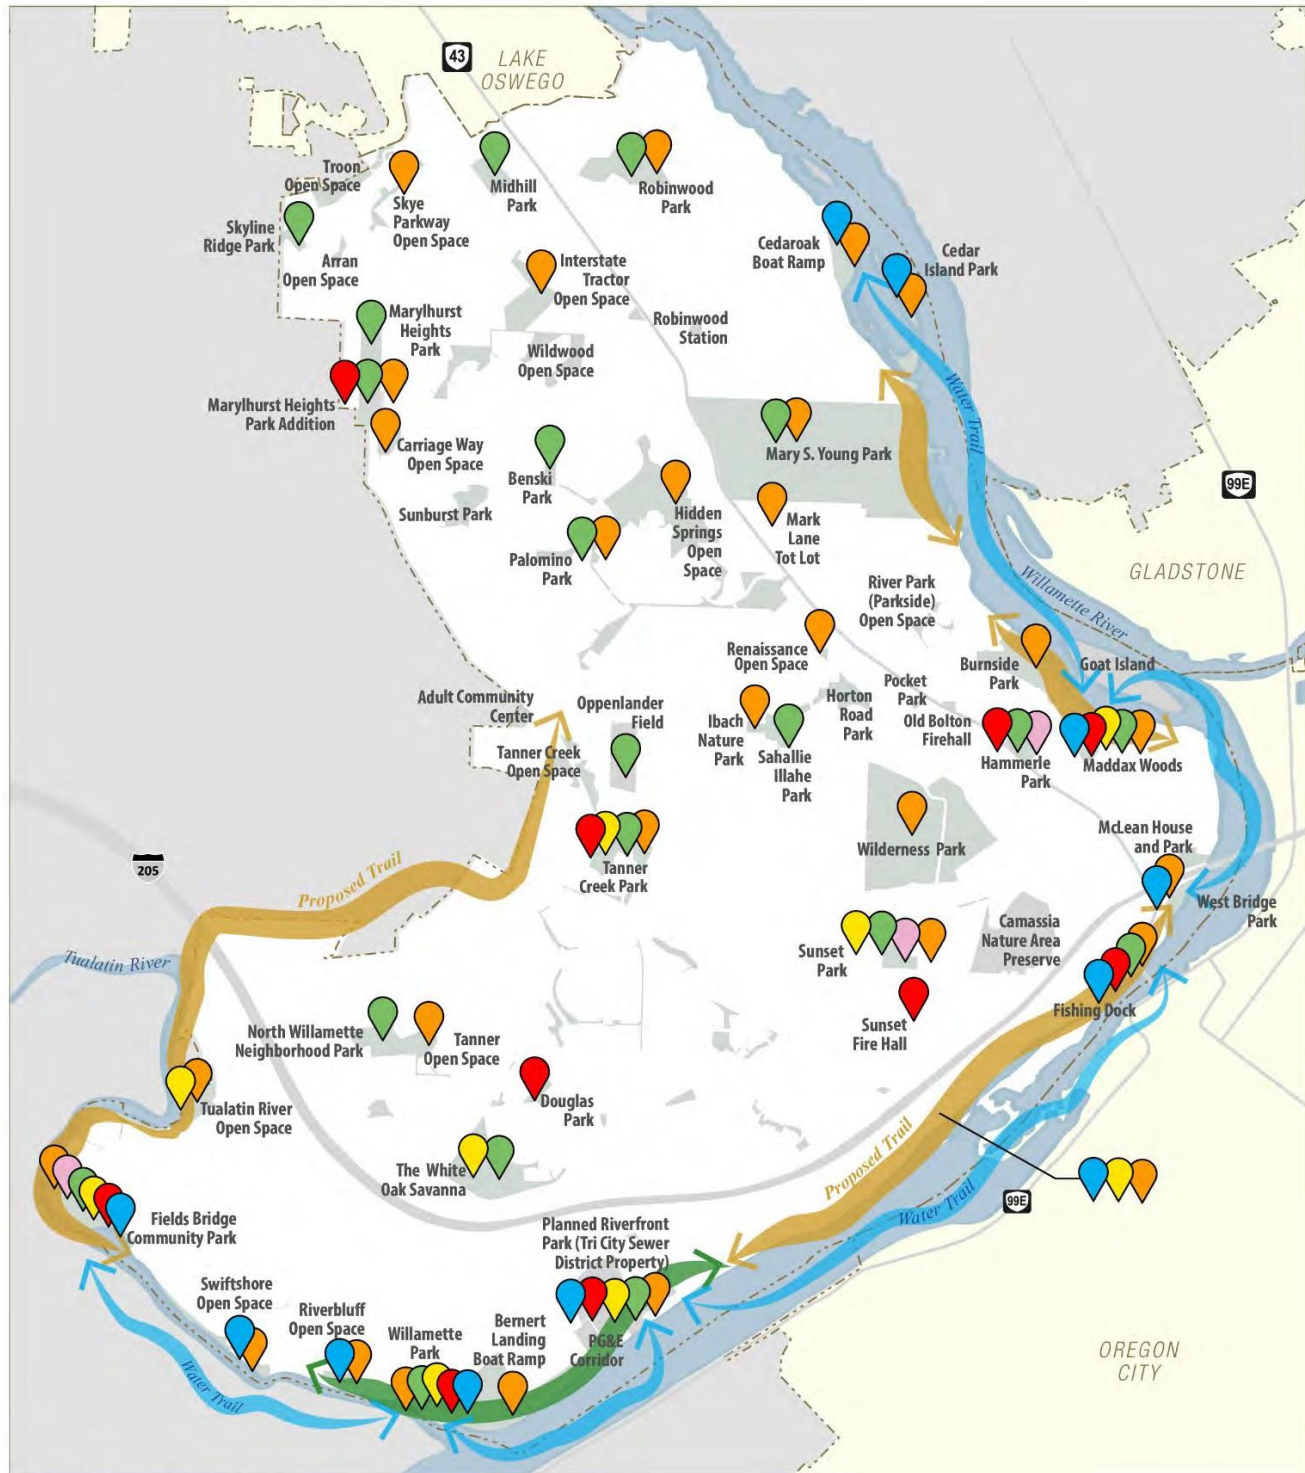 43
LAKE
OSWEGO
Troon
Open Space
Skye
Parkway
Open Space
Midhill
Park
Robinwood
Park
Skyline
Ridge Park
Arran
Open Space
Interstate
Tractor
Open Space
Cedaroak
Boat Ramp
Cedar
Island Park
Marylhurst
Heights
Park
Robinwood
Station
Wildwood
Open Space
Water Trail
Marylhurst Heights
Park Addition
Carriage Way
Open Space
Mary S. Young Park
Benski
Park
99E
Sunburst Park
Hidden
Springs
Open
Space
Mark
Lane
Tot Lot
Palomino
Park
GLADSTONE
River Park
(Parkside)
Open Space
Willamette River
Renaissance
Open Space
Burnside
Park
Goat Island
Adult Community
Center
Oppenlander
Field
Ibach
Nature
Park
Horton
Road
Park
Pocket
Park
Old Bolton
Firehall
Tanner Creek
Open Space
Sahallie
Illahe
Park
Hammerle
Park
Maddax Woods
McLean House
and Park
Wilderness Park
205
Proposed Trail
Tanner
Creek Park
West Bridge
Park
Camassia
Nature Area
Preserve
Sunset
Park
Tualatin River
Fishing Dock
Sunset
Fire Hall
North Willamette
Neighborhood Park
Tanner
Open Space
Douglas
Park
Tualatin River
Open Space
Proposed Trail
The White
Oak Savanna
Water Trail
99E
Fields Bridge
Community Park
Planned Riverfront
Park (Tri City Sewer
District Property)
Swiftshore
Open Space
Riverbluff
Open Space
Willamette
Park
Bernert
Landing
Boat Ramp
PG&E
Corridor
Water Trail
OREGON
CITY